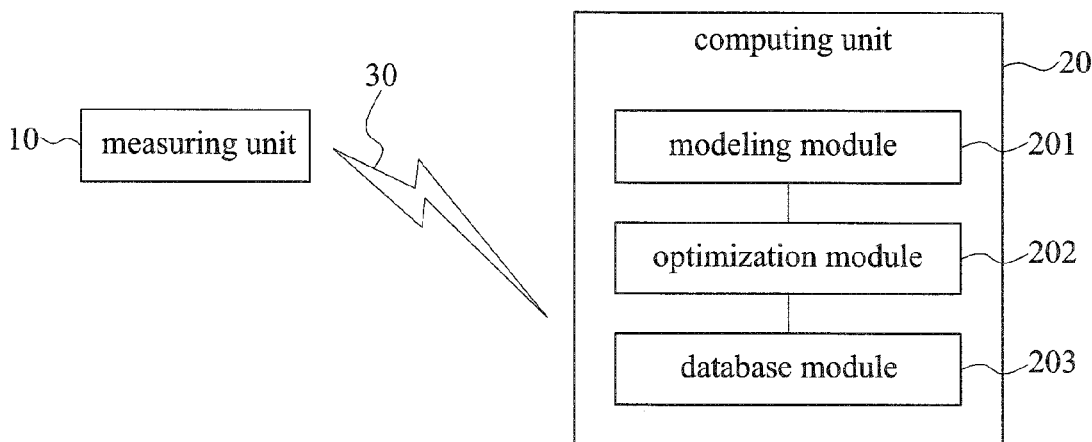 computing unit
20
30
10
measuring unit
modeling module
201
optimization module
202
database module
203